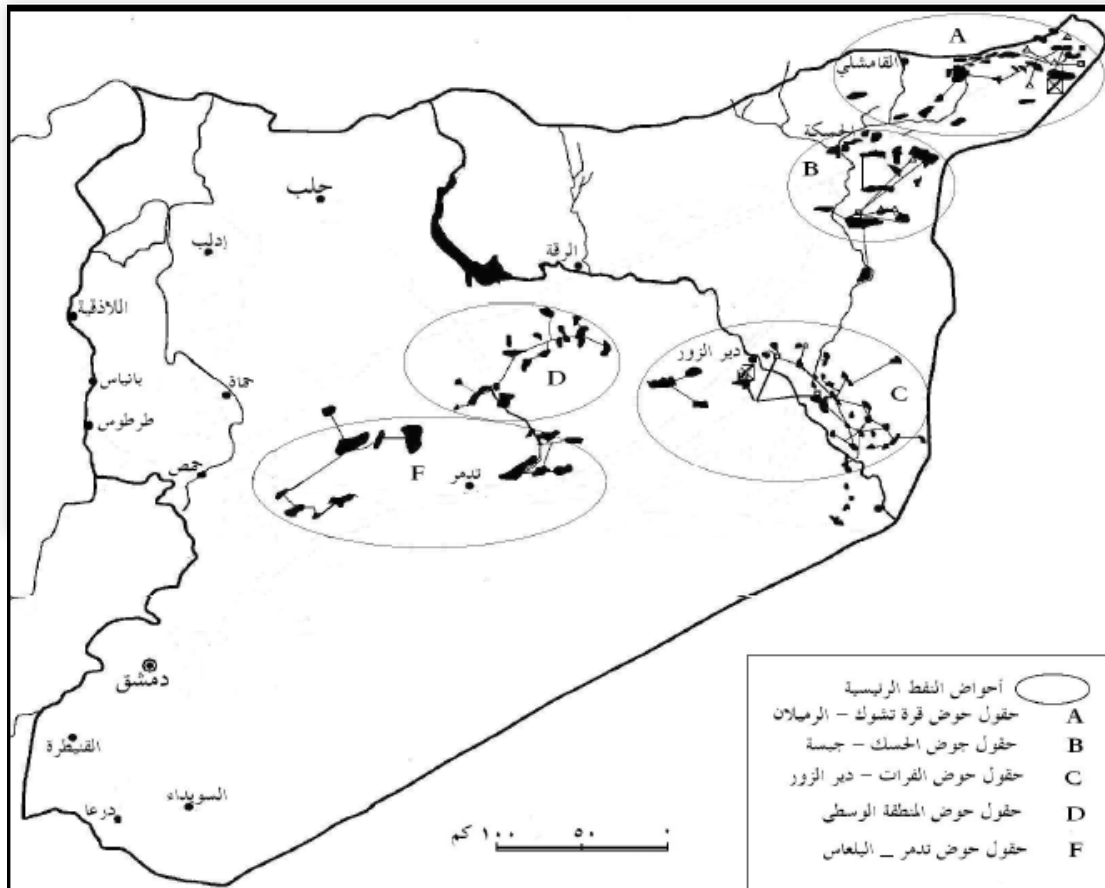 A
القامشلي
الحسكة
B
حلب
إدلب
الرقة
اللاذقية
دير الزور
بانياس
حماة
D
C
طرطوس
حمص
F
تدمر
دمشق
القنيطرة
السويداء
درعا
١٠٠ كم ٥٠ ٠
أحواض النفط الرئيسية
A حقول حوض قرة تشوك – الرميلان
B حقول حوض الحسك – جبسة
C حقول حوض الفرات – دير الزور
D حقول حوض المنطقة الوسطى
F حقول حوض تدمر _ البلعاس